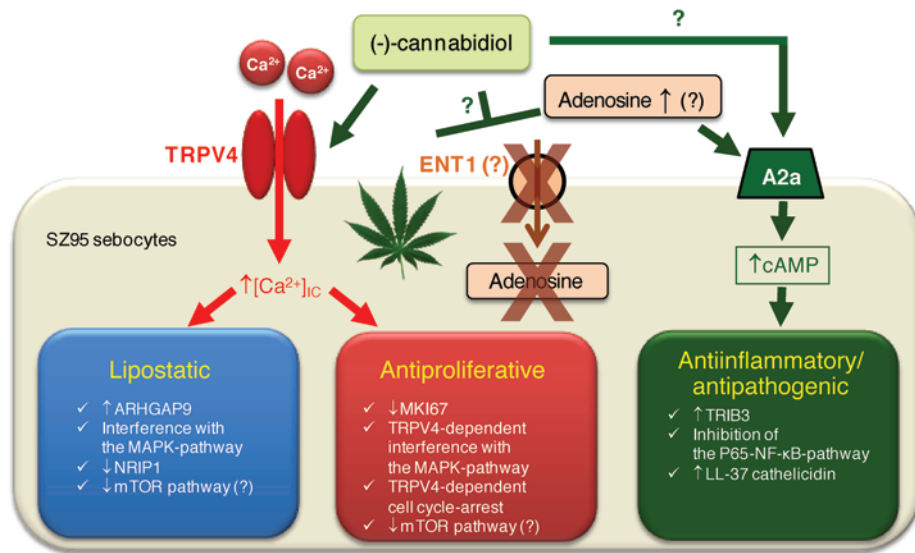 ?
(-)-cannabidiol
Ca²⁺
Ca²⁺
?
Adenosine ↑ (?)
TRPV4
ENT1 (?)
A2a
SZ95 sebocytes
↑cAMP
Adenosine
↑[Ca²⁺]IC
Lipostatic
✓ ↑ARHGAP9
✓ Interference with
the MAPK-pathway
✓ ↓NRIP1
✓ ↓mTOR pathway (?)
Antiproliferative
✓ ↓MKI67
✓ TRPV4-dependent
interference with
the MAPK-pathway
✓ TRPV4-dependent
cell cycle-arrest
✓ ↓mTOR pathway (?)
Antiinflammatory/
antipathogenic
✓ ↑TRIB3
✓ Inhibition of
the P65-NF-κB-pathway
✓ ↑LL-37 cathelicidin